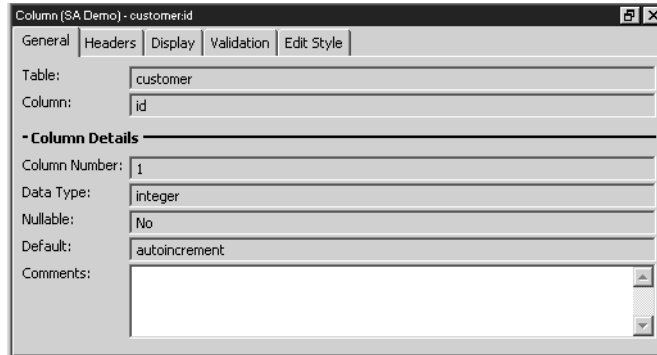 Column (SA Demo) - customer.id
General Headers Display Validation Edit Style
Table: customer
Column: id
Column Details
Column Number: 1
Data Type: integer
Nullable: No
Default: autoincrement
Comments: